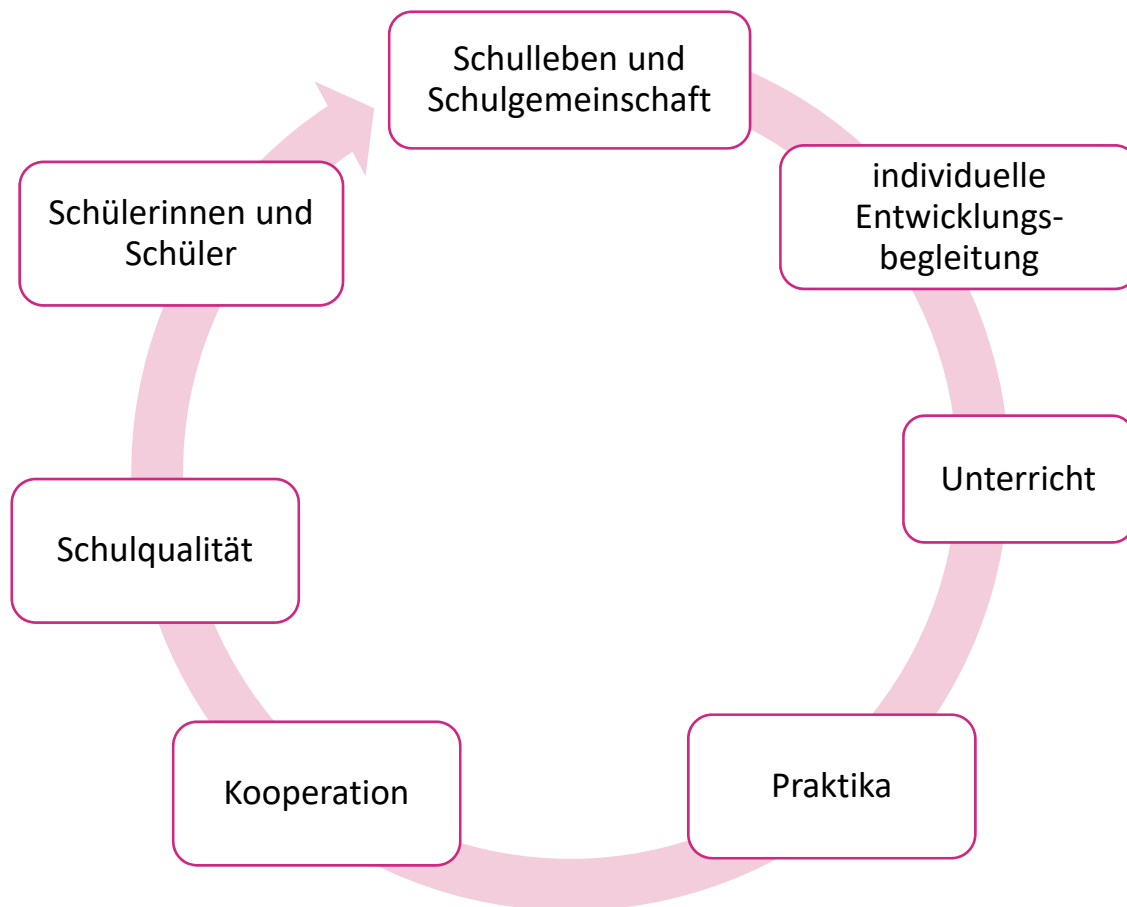 Schulleben und
Schulgemeinschaft
individuelle
Entwicklungs-
begleitung
Unterricht
Praktika
Kooperation
Schulqualität
Schülerinnen und
Schüler